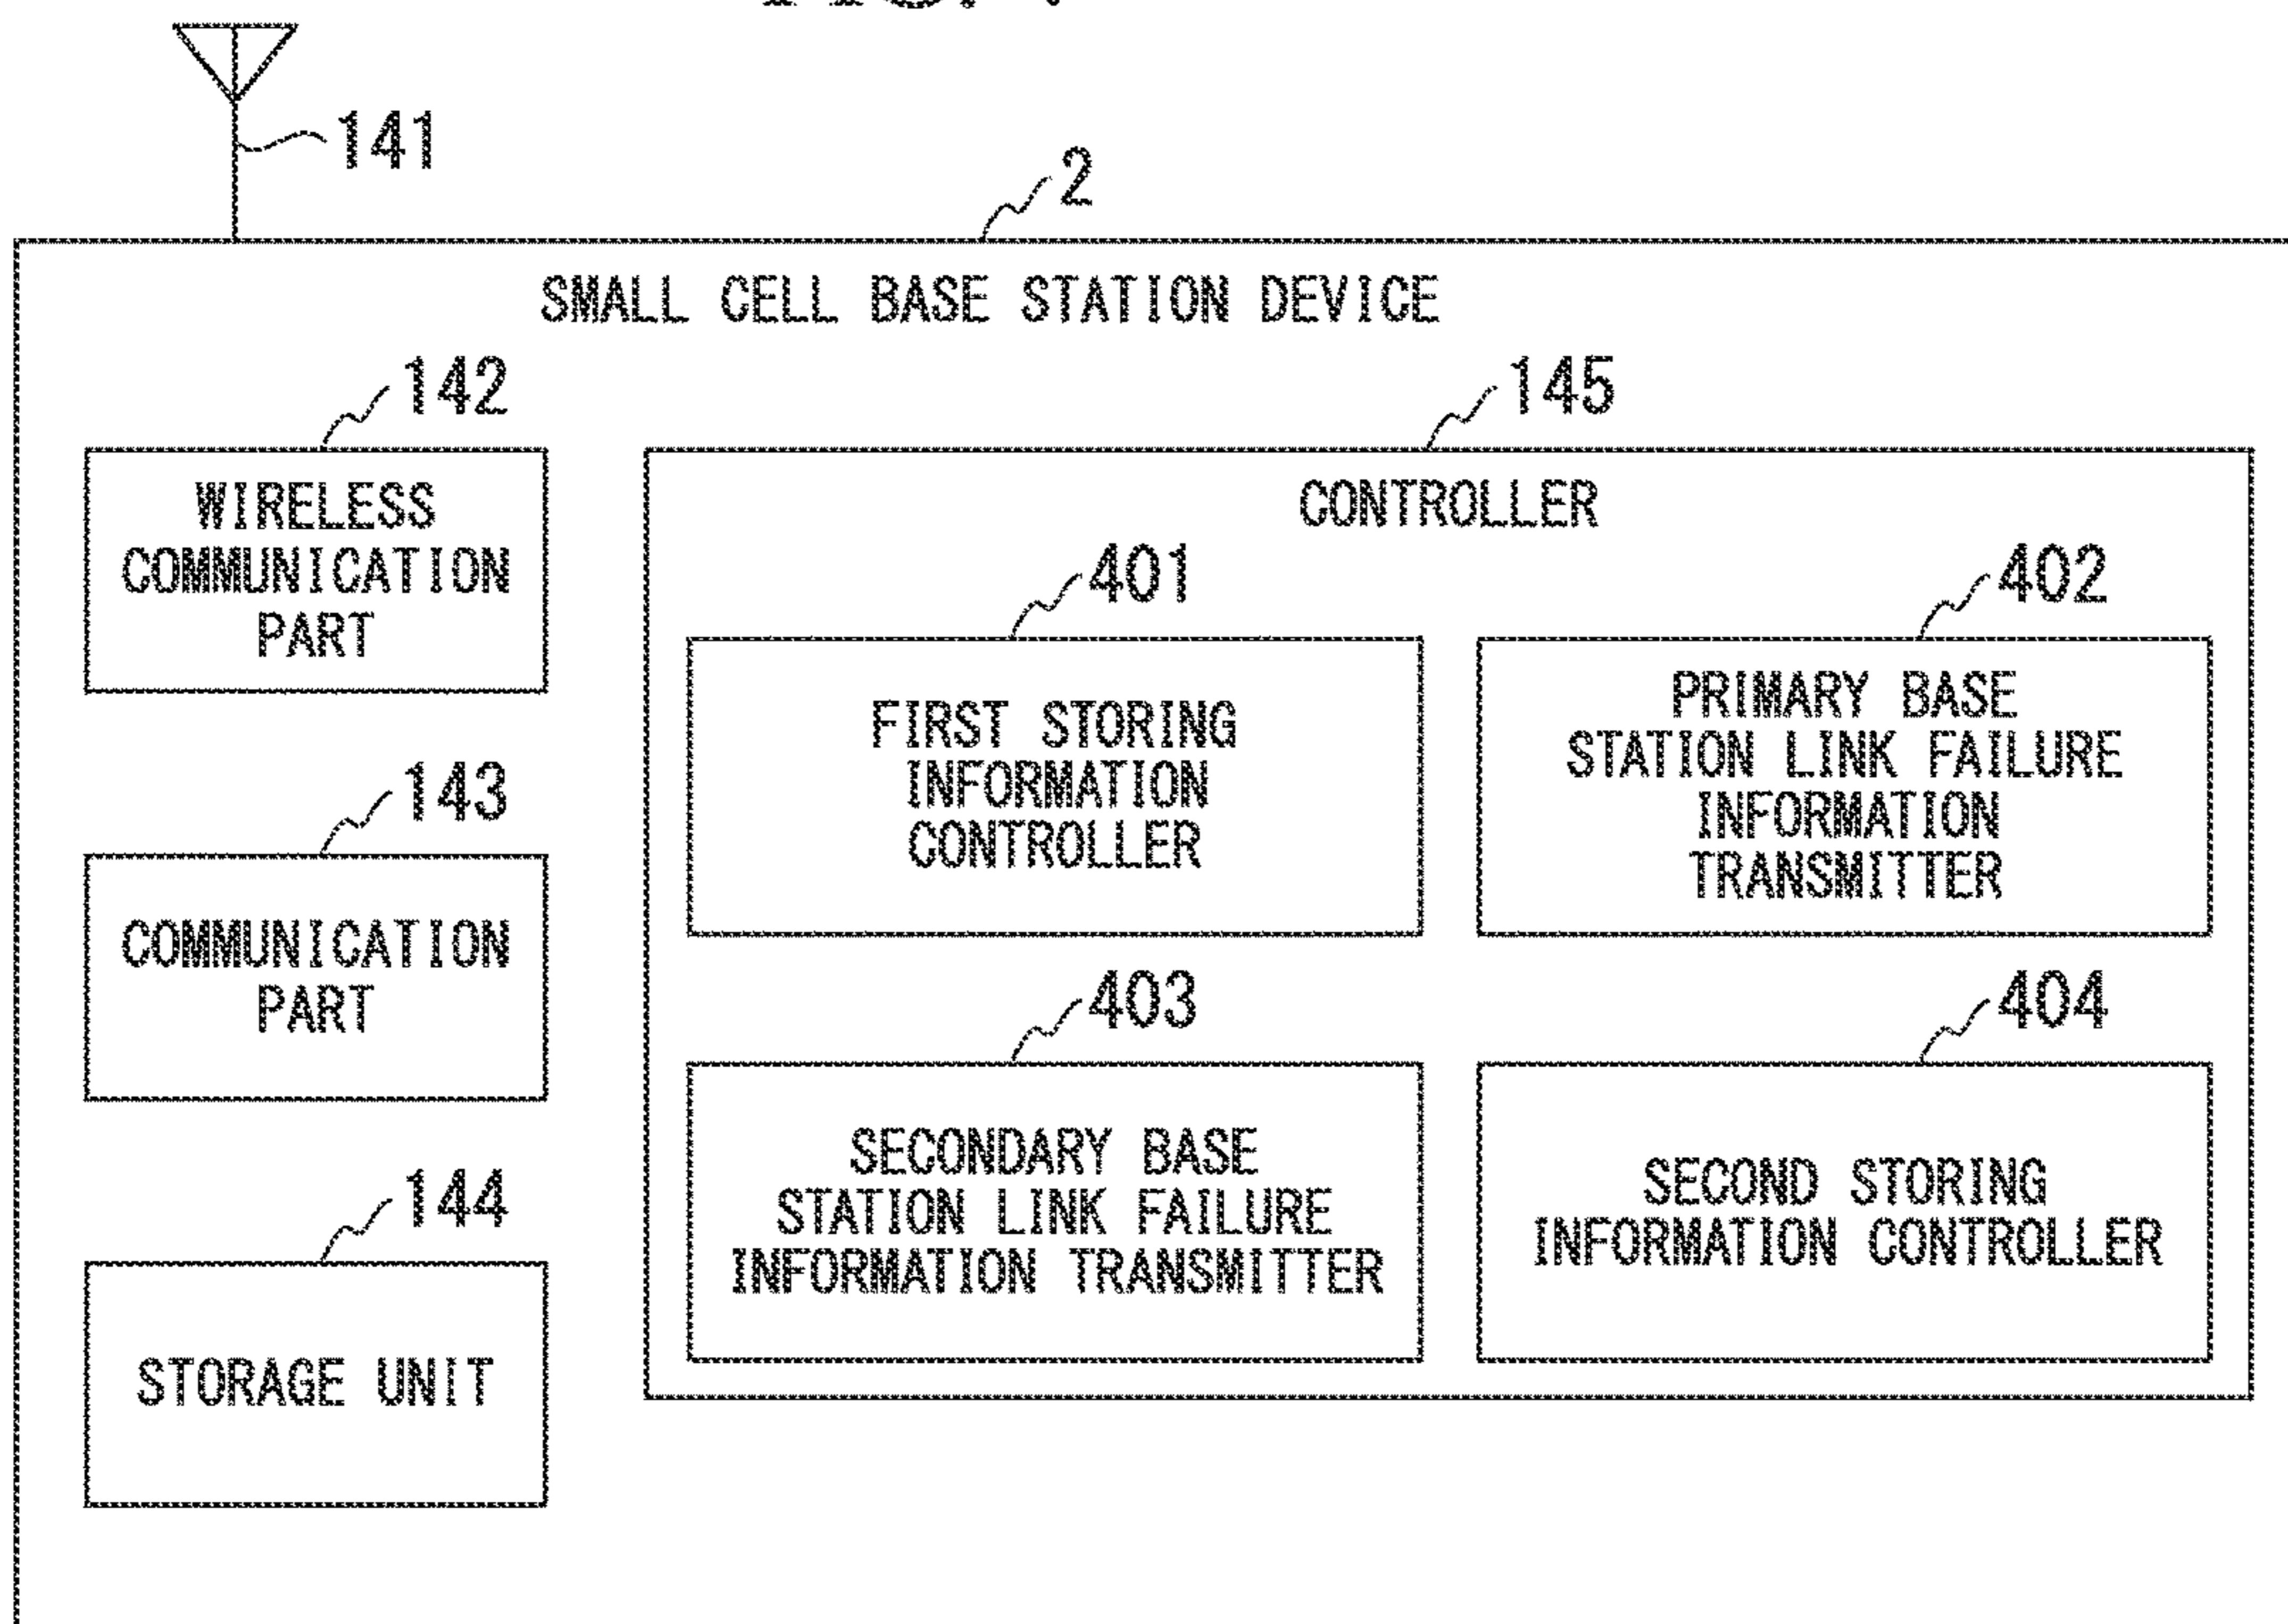 141
2
SMALL CELL BASE STATION DEVICE
142
WIRELESS
COMMUNICATION
PART
143
COMMUNICATION
PART
144
STORAGE UNIT
145
CONTROLLER
401
FIRST STORING
INFORMATION
CONTROLLER
402
PRIMARY BASE
STATION LINK FAILURE
INFORMATION
TRANSMITTER
403
SECONDARY BASE
STATION LINK FAILURE
INFORMATION TRANSMITTER
404
SECOND STORING
INFORMATION CONTROLLER